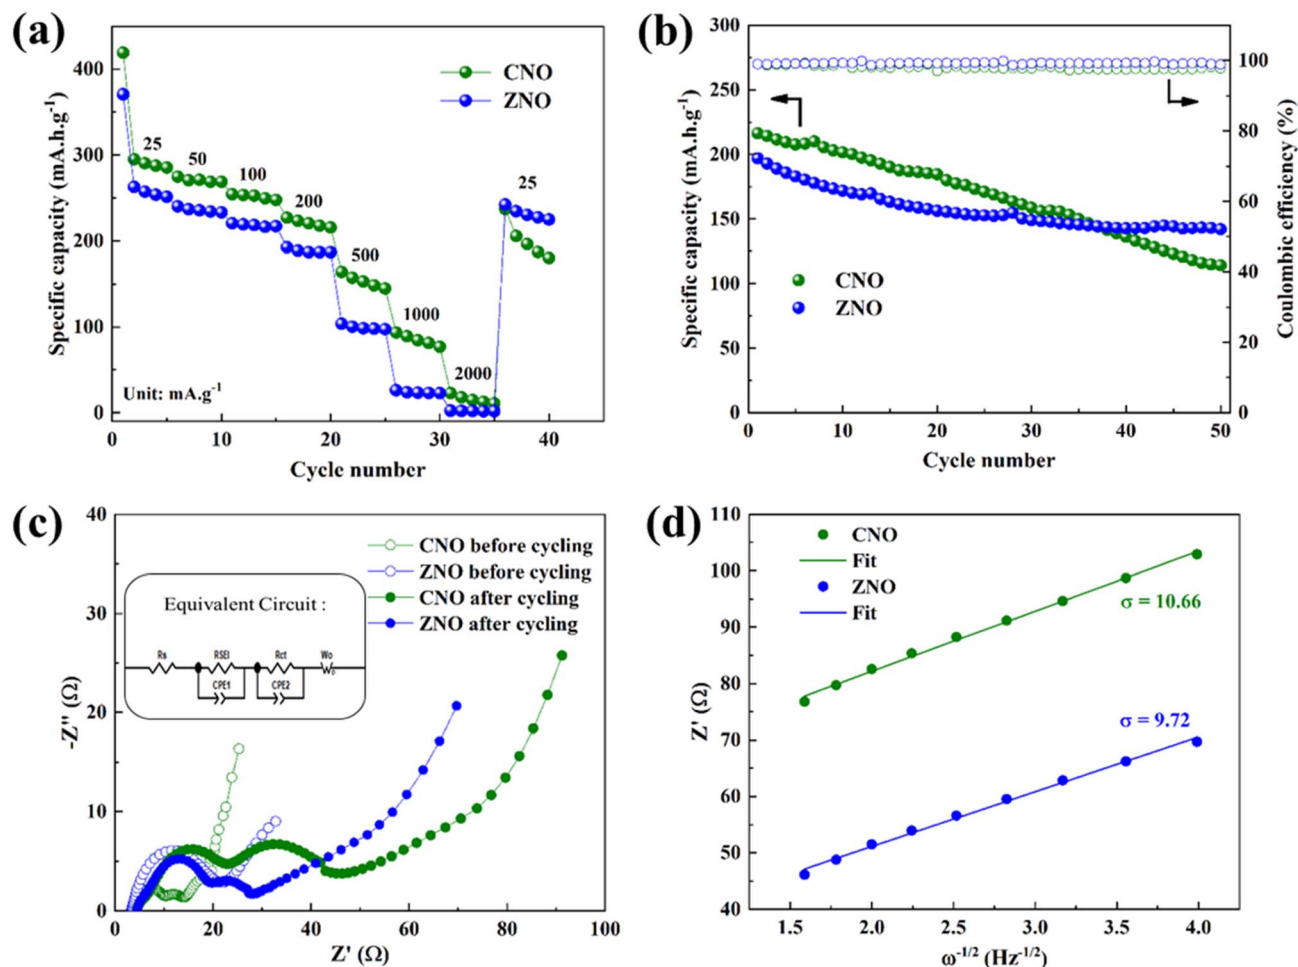 (a)
CNO
ZNO
25
50
100
200
500
1000
2000
25
Unit: mA.g-1
400
300
200
100
0
0
10
20
30
40
Specific capacity (mA.h.g-1)
Cycle number
(b)
300
250
200
150
100
50
0
0
10
20
30
40
50
100
80
60
40
20
0
CNO
ZNO
Specific capacity (mA.h.g-1)
Coulombic efficiency (%)
Cycle number
(c)
40
30
20
10
0
0
20
40
60
80
100
CNO before cycling
ZNO before cycling
CNO after cycling
ZNO after cycling
Equivalent Circuit :
Rs
RSEI
Rct
Wo
CPE1
CPE2
-Z'' (Ω)
Z' (Ω)
(d)
110
100
90
80
70
60
50
40
1.5
2.0
2.5
3.0
3.5
4.0
CNO
Fit
ZNO
Fit
σ = 10.66
σ = 9.72
Z' (Ω)
ω-1/2 (Hz-1/2)